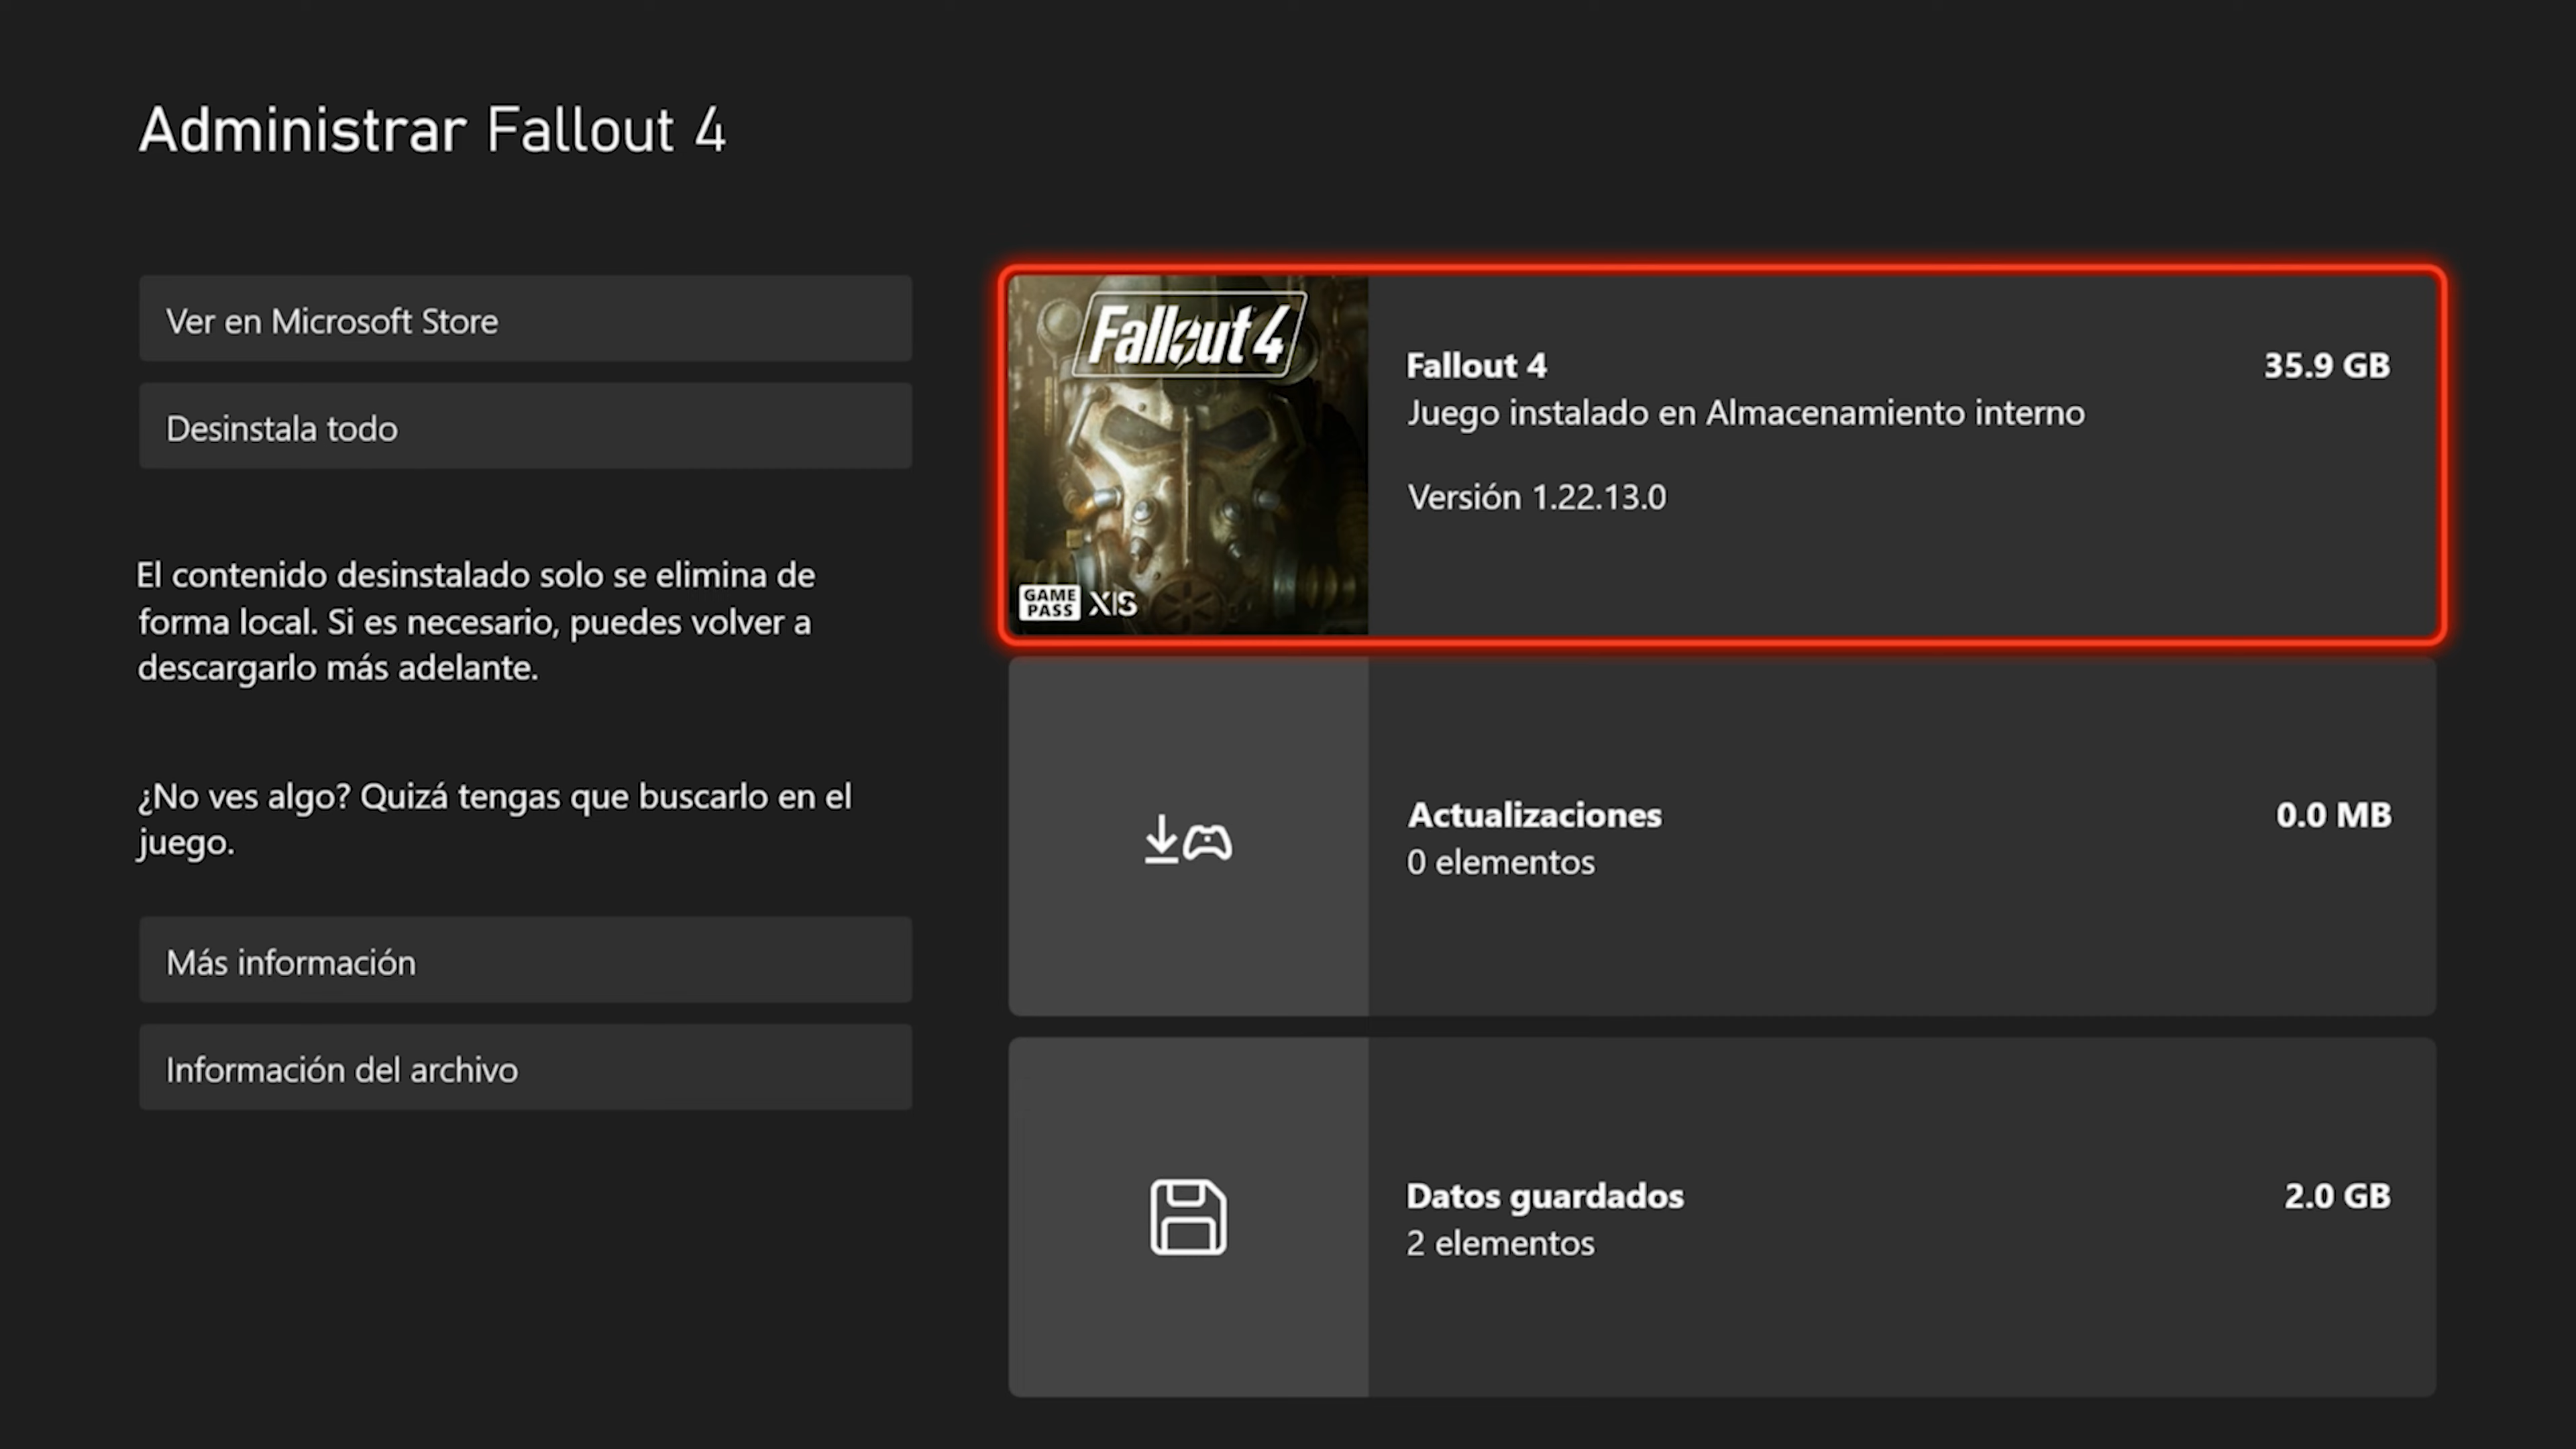 Administrar Fallout 4
Ver en Microsoft Store
Desinstala todo
El contenido desinstalado solo se elimina de
forma local. Si es necesario, puedes volver a
descargarlo más adelante.
¿No ves algo? Quizá tengas que buscarlo en el
juego.
Más información
Información del archivo
Fallout 4
GAME
PASS X|S
Fallout 4 35.9 GB
Juego instalado en Almacenamiento interno
Versión 1.22.13.0
Actualizaciones 0.0 MB
0 elementos
Datos guardados 2.0 GB
2 elementos